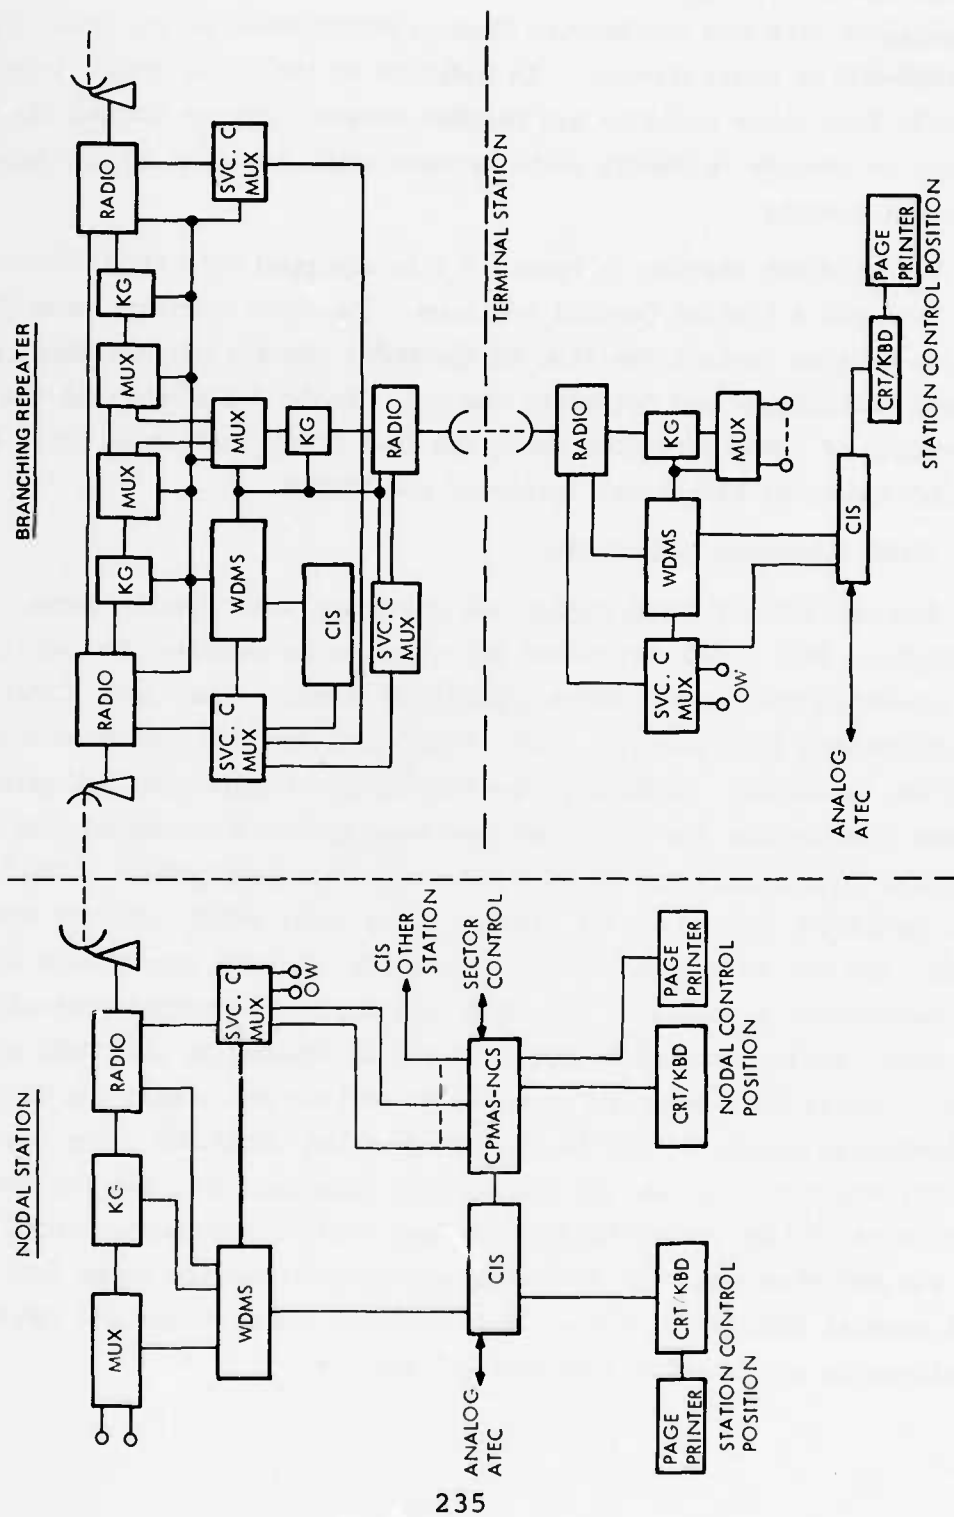 NODAL STATION
MUX
KG
RADIO
WDMS
SVC. C
MUX
OW
CIS
OTHER
STATION
SECTOR
CONTROL
ANALOG
ATEC
CIS
CPMAS-NCS
PAGE
PRINTER
CRT/KBD
STATION CONTROL
POSITION
CRT/KBD
PAGE
PRINTER
NODAL CONTROL
POSITION
BRANCHING REPEATER
RADIO
KG
MUX
MUX
KG
RADIO
SVC. C
MUX
WDMS
MUX
SVC. C
MUX
CIS
KG
SVC. C
MUX
RADIO
TERMINAL STATION
RADIO
SVC. C
MUX
OW
WDMS
KG
MUX
ANALOG
ATEC
CIS
CRT/KBD
PAGE
PRINTER
STATION CONTROL POSITION
235